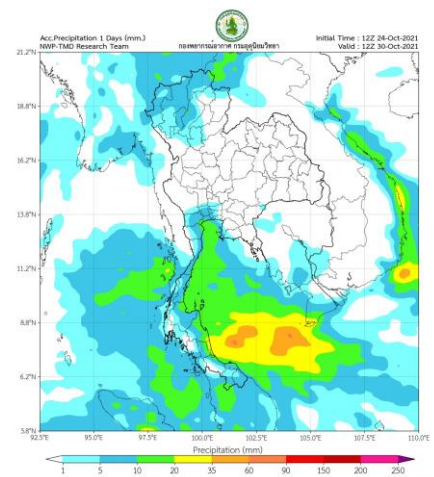 Acc.Precipitation 1 Days (mm.)
NWP-TMD Research Team
กองพยากรณ์อากาศ กรมอุตุนิยมวิทยา
Initial Time : 12Z 24-Oct-2021
Valid : 12Z 30-Oct-2021
21.2°N
18.8°N
16.2°N
13.8°N
11.2°N
8.8°N
6.2°N
3.8°N
92.5°E 95.0°E 97.5°E 100.0°E 102.5°E 105.0°E 107.5°E 110.0°E
Precipitation (mm)
1 5 10 20 35 60 90 150 200 250